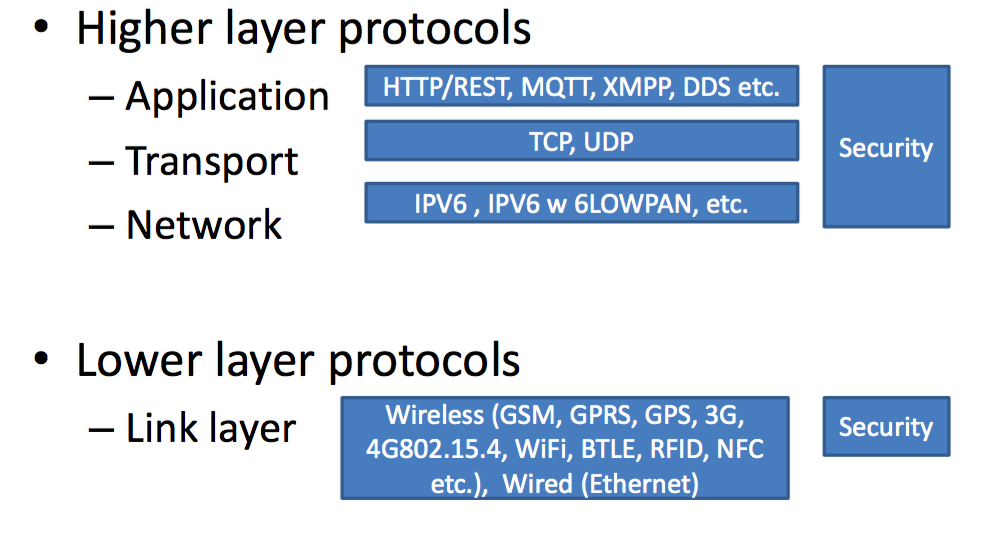 • Higher layer protocols
– Application
HTTP/REST, MQTT, XMPP, DDS etc.
– Transport
TCP, UDP
Security
– Network
IPV6 , IPV6 w 6LOWPAN, etc.
• Lower layer protocols
– Link layer
Wireless (GSM, GPRS, GPS, 3G,
4G802.15.4, WiFi, BTLE, RFID, NFC
etc.), Wired (Ethernet)
Security